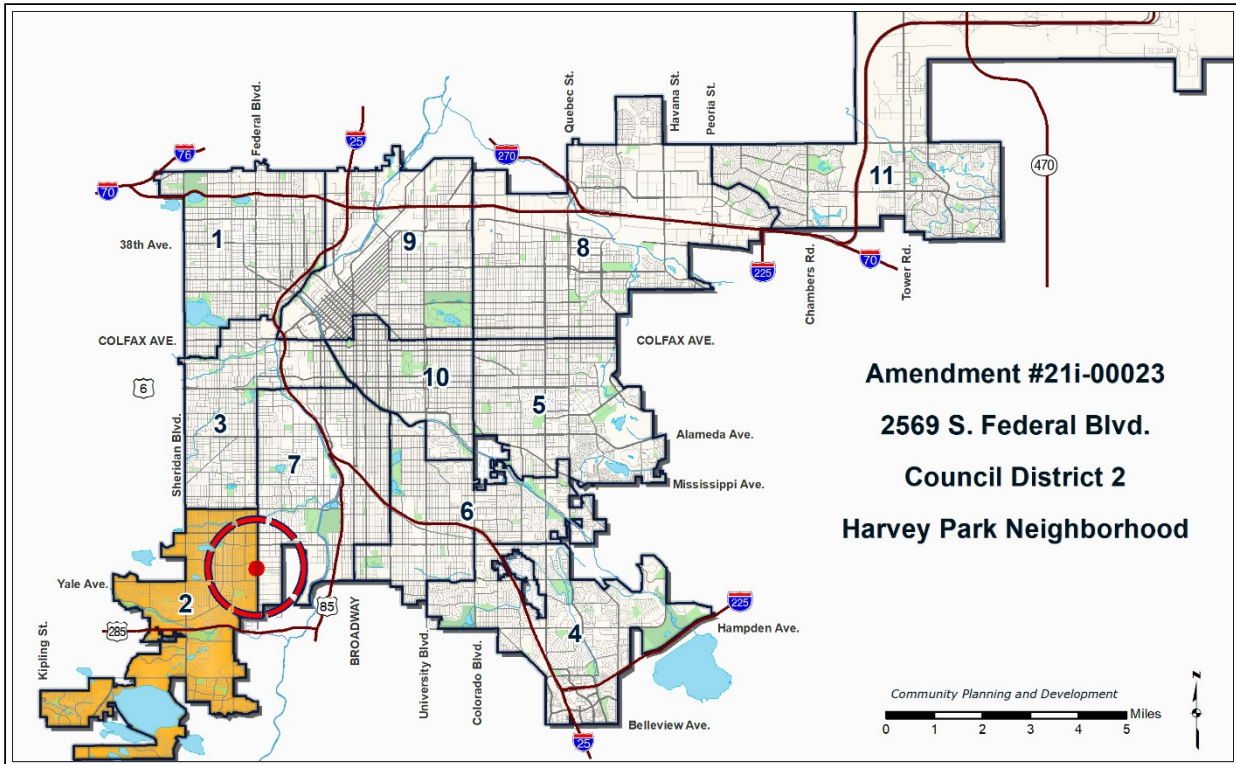 Federal Blvd.
Quebec St.
Havana St.
Peoria St.
76
25
270
70
470
11
38th Ave.
1
9
8
225
70
Chambers Rd.
Tower Rd.
COLFAX AVE.
COLFAX AVE.
6
10
5
3
Sheridan Blvd.
7
Alameda Ave.
Mississippi Ave.
6
Amendment #21i-00023
2569 S. Federal Blvd.
Council District 2
Harvey Park Neighborhood
Yale Ave.
2
85
285
BROADWAY
University Blvd.
Colorado Blvd.
4
225
Hampden Ave.
Kipling St.
25
Belleview Ave.
Community Planning and Development
Miles
0 1 2 3 4 5
z